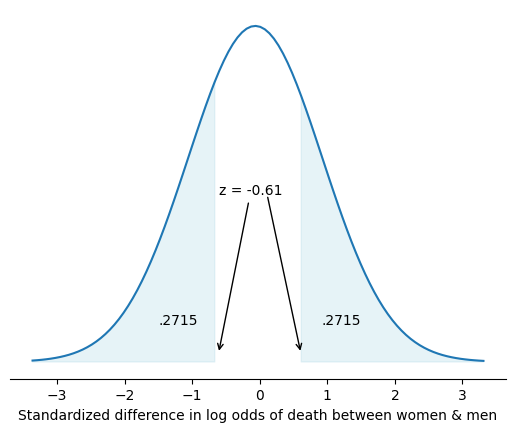 z = -0.61
.2715 .2715
−3 −2 −1 0 1 2 3
Standardized difference in log odds of death between women & men